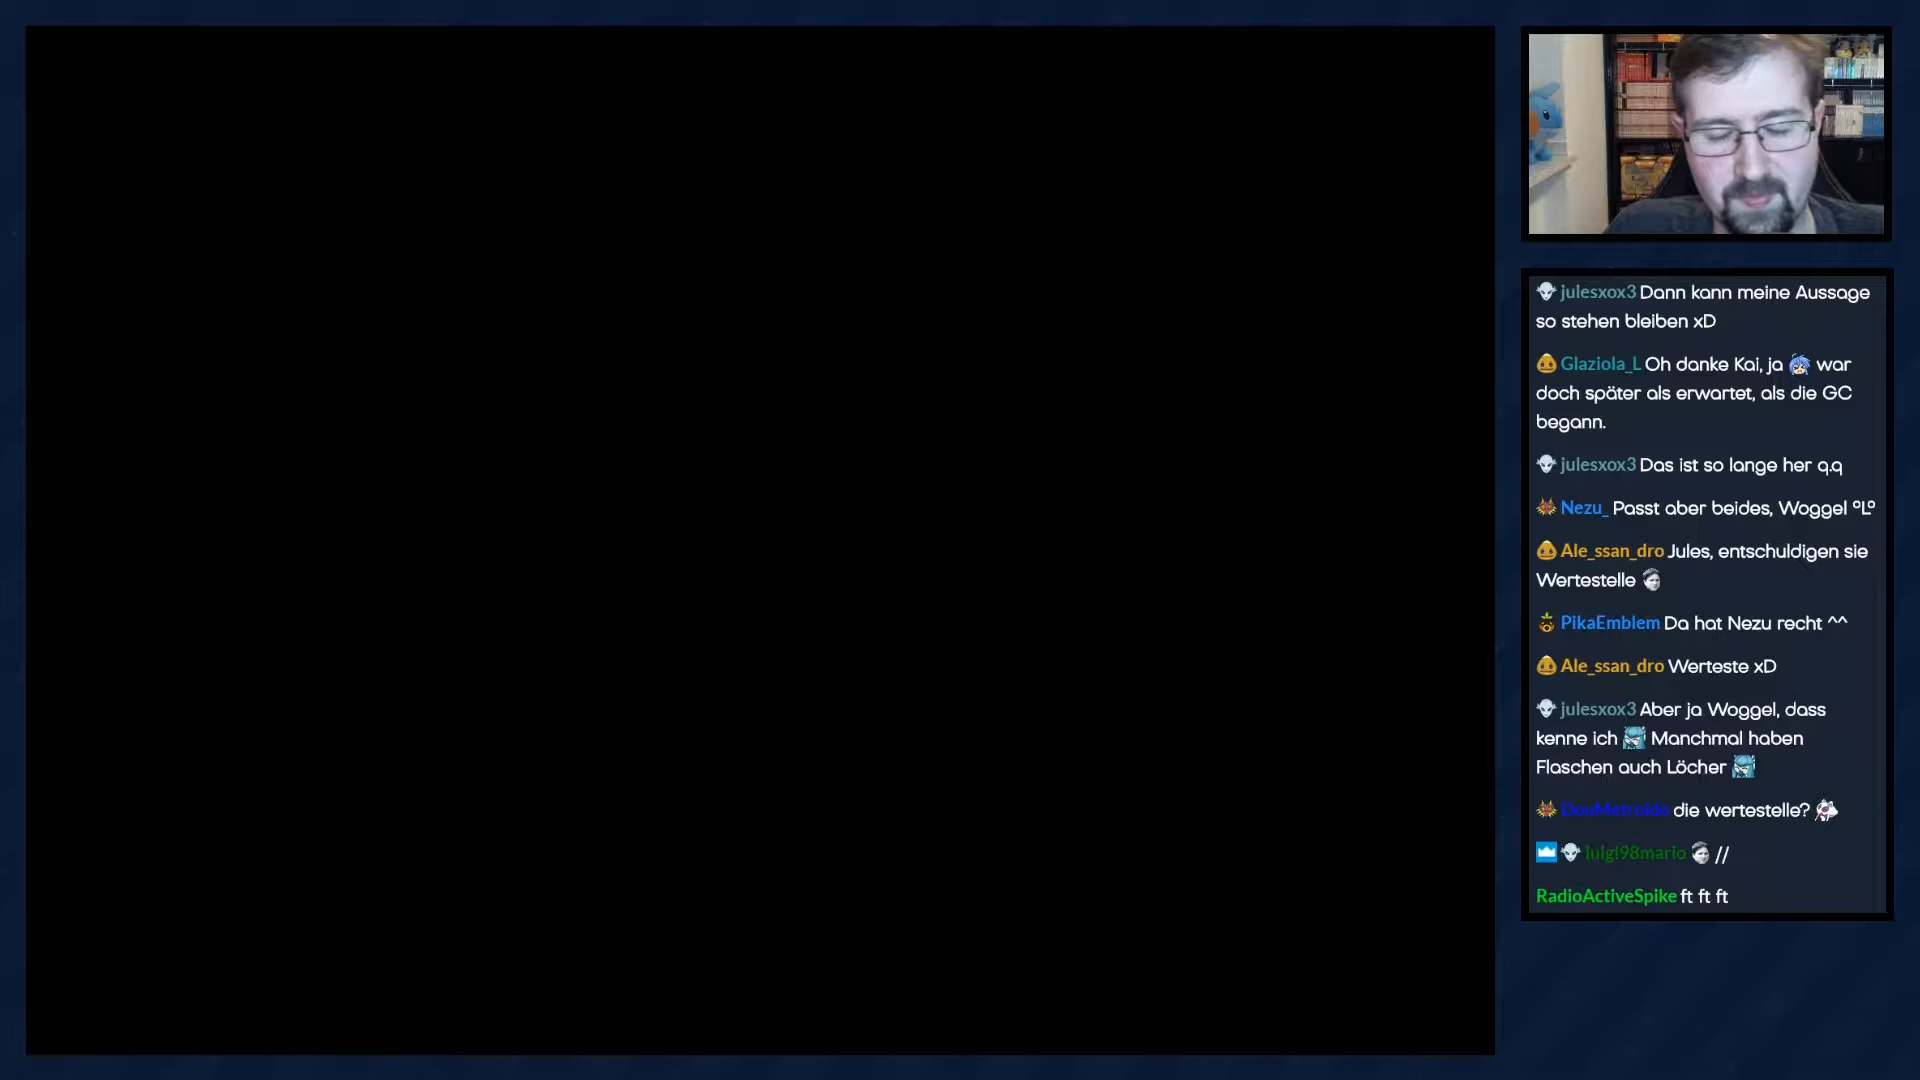 julesxox3 Dann kann meine Aussage
so stehen bleiben xD
Glaziola_L Oh danke Kai, ja war
doch später als erwartet, als die GC
begann.
julesxox3 Das ist so lange her q.q
Nezu_ Passt aber beides, Woggel ºLº
Ale_ssan_dro Jules, entschuldigen sie
Wertestelle
PikaEmblem Da hat Nezu recht ^^
Ale_ssan_dro Werteste xD
julesxox3 Aber ja Woggel, dass
kenne ich Manchmal haben
Flaschen auch Löcher
DonMetroido die wertestelle?
luigi98mario //
RadioActiveSpike ft ft ft